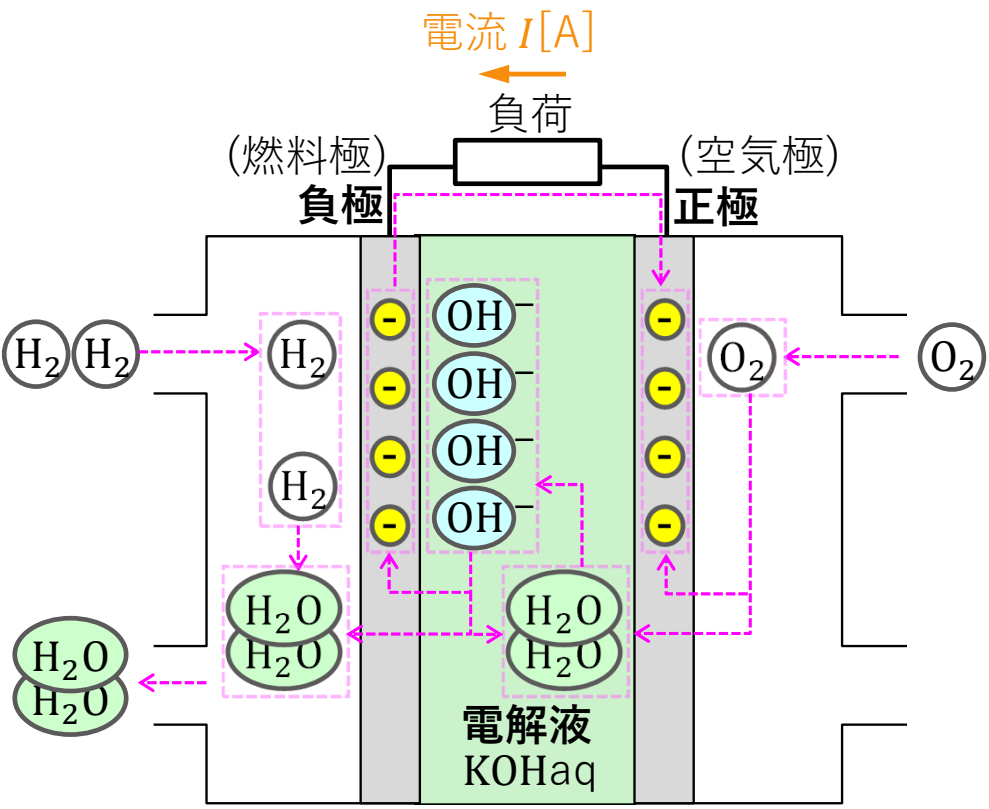 電流 I[A]
負荷
(燃料極)
(空気極)
負極
正極
H₂ H₂
H₂
H₂
-
-
-
-
OH⁻
OH⁻
OH⁻
OH⁻
-
-
-
-
O₂
O₂
H₂O
H₂O
H₂O
H₂O
H₂O
H₂O
電解液
KOHaq